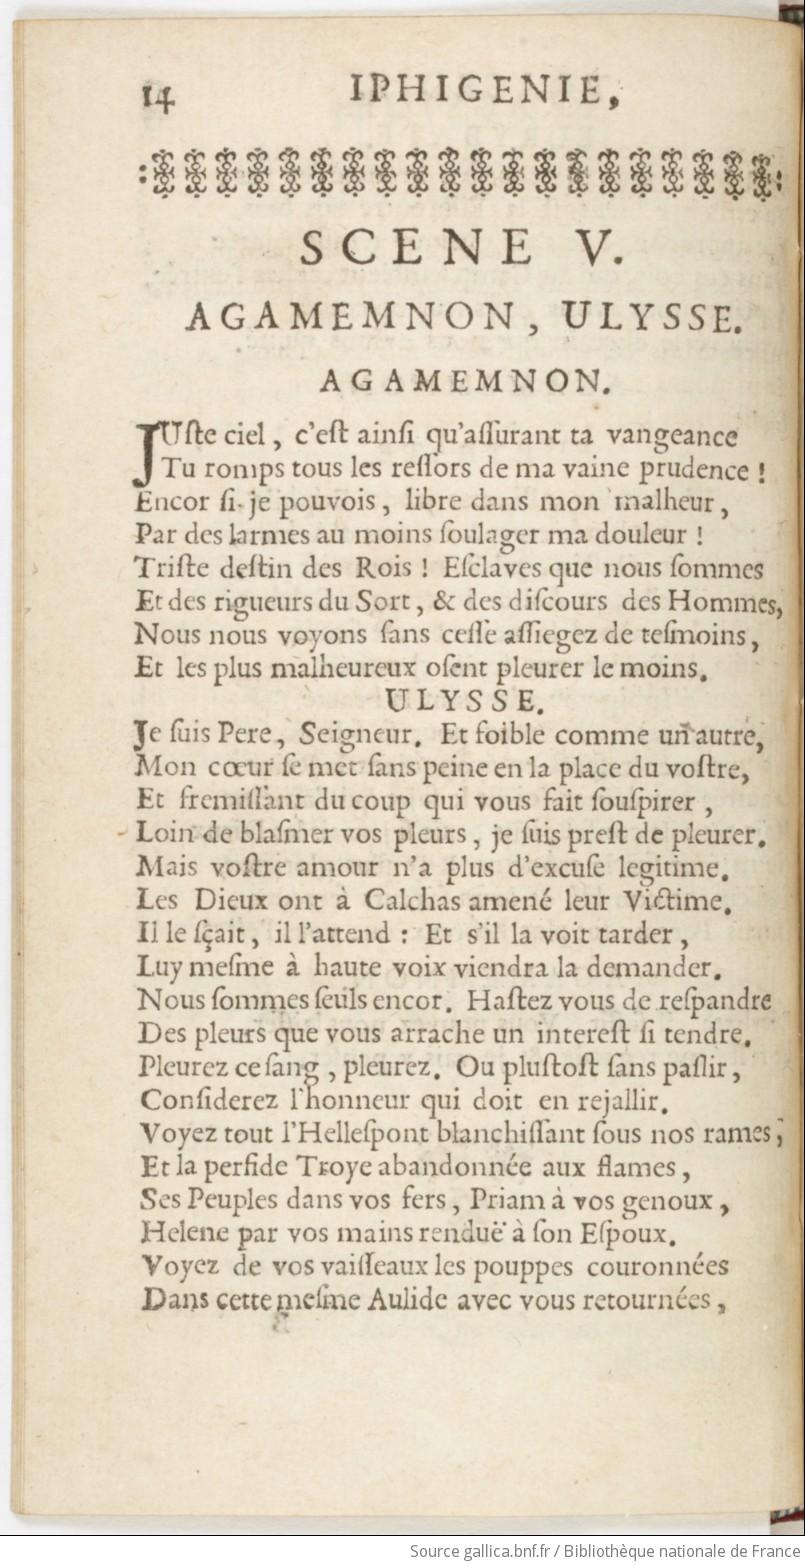 14 IPHIGENIE,
SCENE V.
AGAMEMNON, ULYSSE.
AGAMEMNON.
JUſte ciel, c'eſt ainſi qu'aſſurant ta vangeance
Tu romps tous les reſſors de ma vaine prudence !
Encor ſi je pouvois, libre dans mon malheur,
Par des larmes au moins ſoulager ma douleur !
Triſte deſtin des Rois ! Eſclaves que nous ſommes
Et des rigueurs du Sort, & des diſcours des Hommes,
Nous nous voyons ſans ceſſe aſſiegez de teſmoins,
Et les plus malheureux oſent pleurer le moins.
ULYSSE.
Je ſuis Pere, Seigneur. Et foible comme un autre,
Mon cœur ſe met ſans peine en la place du voſtre,
Et fremiſſant du coup qui vous fait ſouſpirer,
Loin de blaſmer vos pleurs, je ſuis preſt de pleurer.
Mais voſtre amour n'a plus d'excuſe legitime.
Les Dieux ont à Calchas amené leur Victime.
Il le ſçait, il l'attend : Et s'il la voit tarder,
Luy meſme à haute voix viendra la demander.
Nous ſommes ſeuls encor. Haſtez vous de reſpandre
Des pleurs que vous arrache un intereſt ſi tendre.
Pleurez ce ſang, pleurez. Ou pluſtoſt ſans paſlir,
Conſiderez l'honneur qui doit en rejallir.
Voyez tout l'Helleſpont blanchiſſant ſous nos rames,
Et la perfide Troye abandonnée aux flames,
Ses Peuples dans vos fers, Priam à vos genoux,
Helene par vos mains renduë à ſon Eſpoux.
Voyez de vos vaiſſeaux les pouppes couronnées
Dans cette meſme Aulide avec vous retournées,
Source gallica.bnf.fr / Bibliothèque nationale de France